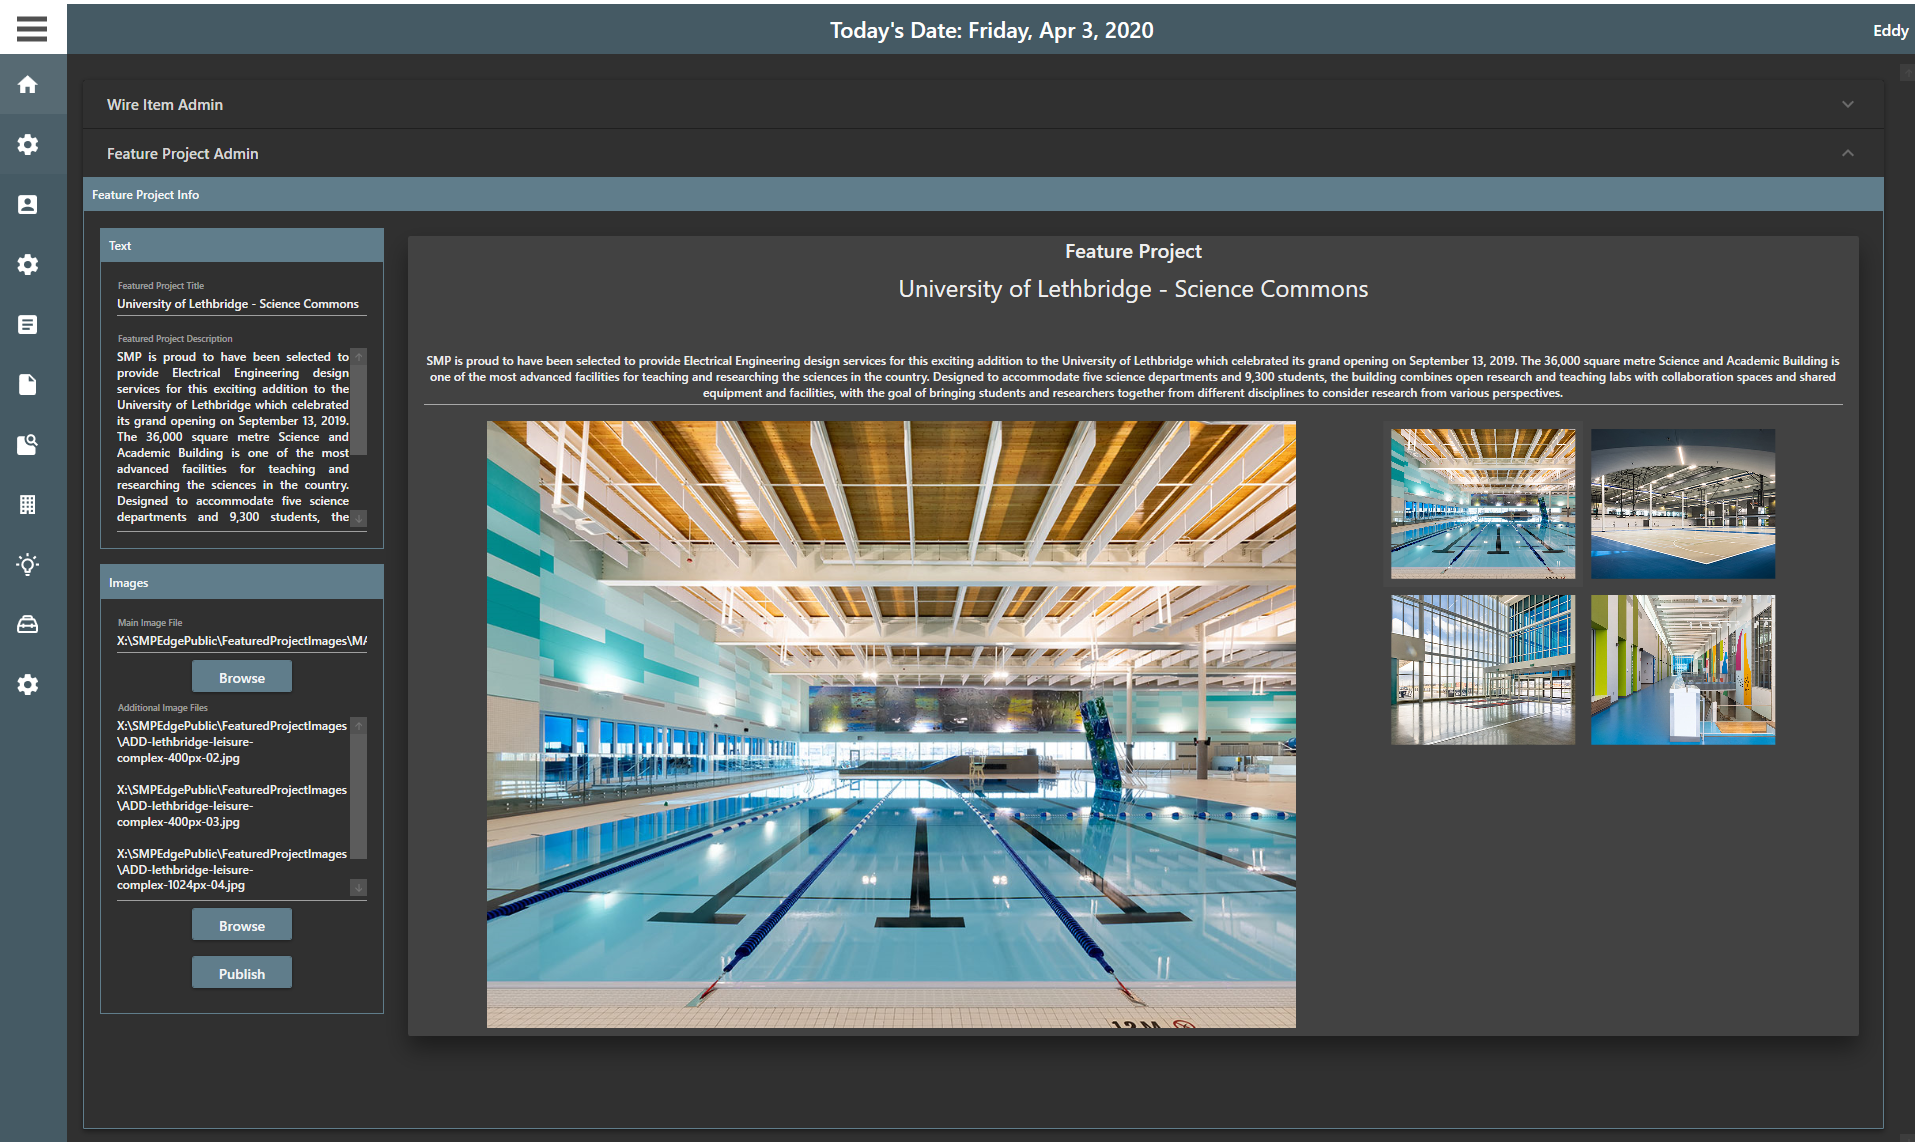 Today's Date: Friday, Apr 3, 2020
Eddy
Wire Item Admin
Feature Project Admin
Feature Project Info
Text
Featured Project Title
University of Lethbridge - Science Commons
Featured Project Description
SMP is proud to have been selected to
provide Electrical Engineering design
services for this exciting addition to the
University of Lethbridge which celebrated
its grand opening on September 13, 2019.
The 36,000 square metre Science and
Academic Building is one of the most
advanced facilities for teaching and
researching the sciences in the country.
Designed to accommodate five science
departments and 9,300 students, the
Images
Main Image File
X:\SMPEdgePublic\FeaturedProjectImages\MA
Browse
Additional Image Files
X:\SMPEdgePublic\FeaturedProjectImages
\ADD-lethbridge-leisure-
complex-400px-02.jpg
X:\SMPEdgePublic\FeaturedProjectImages
\ADD-lethbridge-leisure-
complex-400px-03.jpg
X:\SMPEdgePublic\FeaturedProjectImages
\ADD-lethbridge-leisure-
complex-1024px-04.jpg
Browse
Publish
Feature Project
University of Lethbridge - Science Commons
SMP is proud to have been selected to provide Electrical Engineering design services for this exciting addition to the University of Lethbridge which celebrated its grand opening on September 13, 2019. The 36,000 square metre Science and Academic Building is
one of the most advanced facilities for teaching and researching the sciences in the country. Designed to accommodate five science departments and 9,300 students, the building combines open research and teaching labs with collaboration spaces and shared
equipment and facilities, with the goal of bringing students and researchers together from different disciplines to consider research from various perspectives.